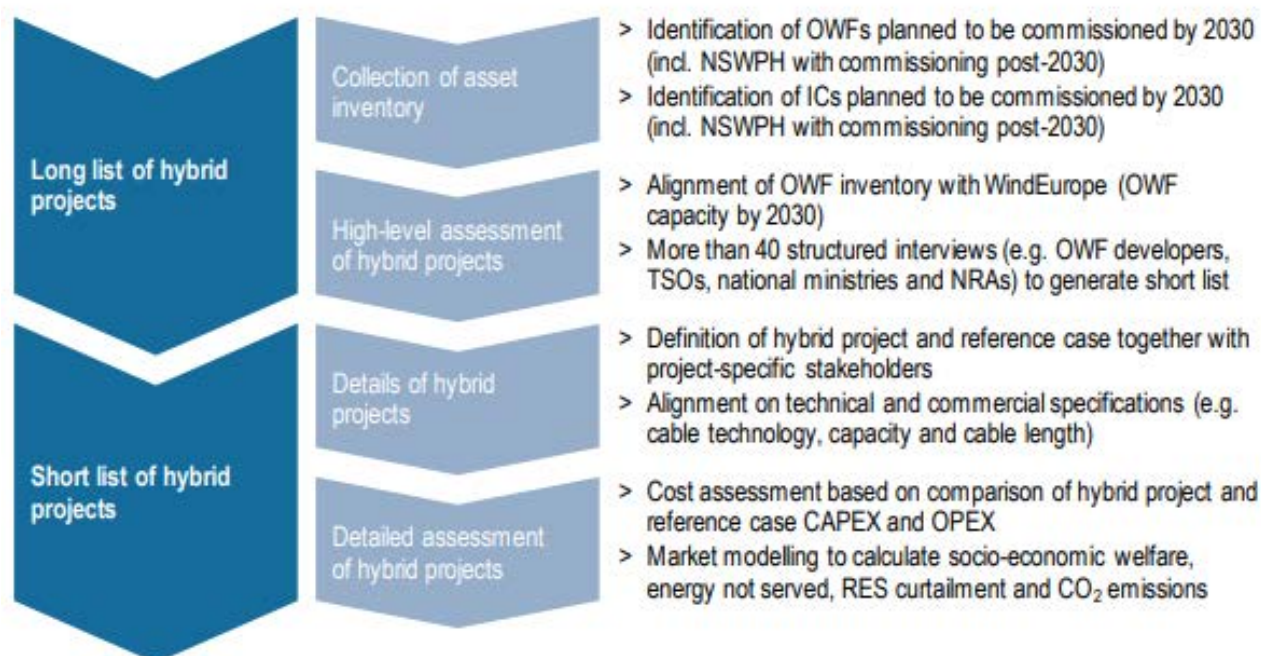 Long list of hybrid
projects
Collection of asset
inventory
> Identification of OWFs planned to be commissioned by 2030
(incl. NSWPH with commissioning post-2030)
> Identification of ICs planned to be commissioned by 2030
(incl. NSWPH with commissioning post-2030)
High-level assessment
of hybrid projects
> Alignment of OWF inventory with WindEurope (OWF
capacity by 2030)
> More than 40 structured interviews (e.g. OWF developers,
TSOs, national ministries and NRAs) to generate short list
Short list of hybrid
projects
Details of hybrid
projects
> Definition of hybrid project and reference case together with
project-specific stakeholders
> Alignment on technical and commercial specifications (e.g.
cable technology, capacity and cable length)
Detailed assessment
of hybrid projects
> Cost assessment based on comparison of hybrid project and
reference case CAPEX and OPEX
> Market modelling to calculate socio-economic welfare,
energy not served, RES curtailment and CO₂ emissions